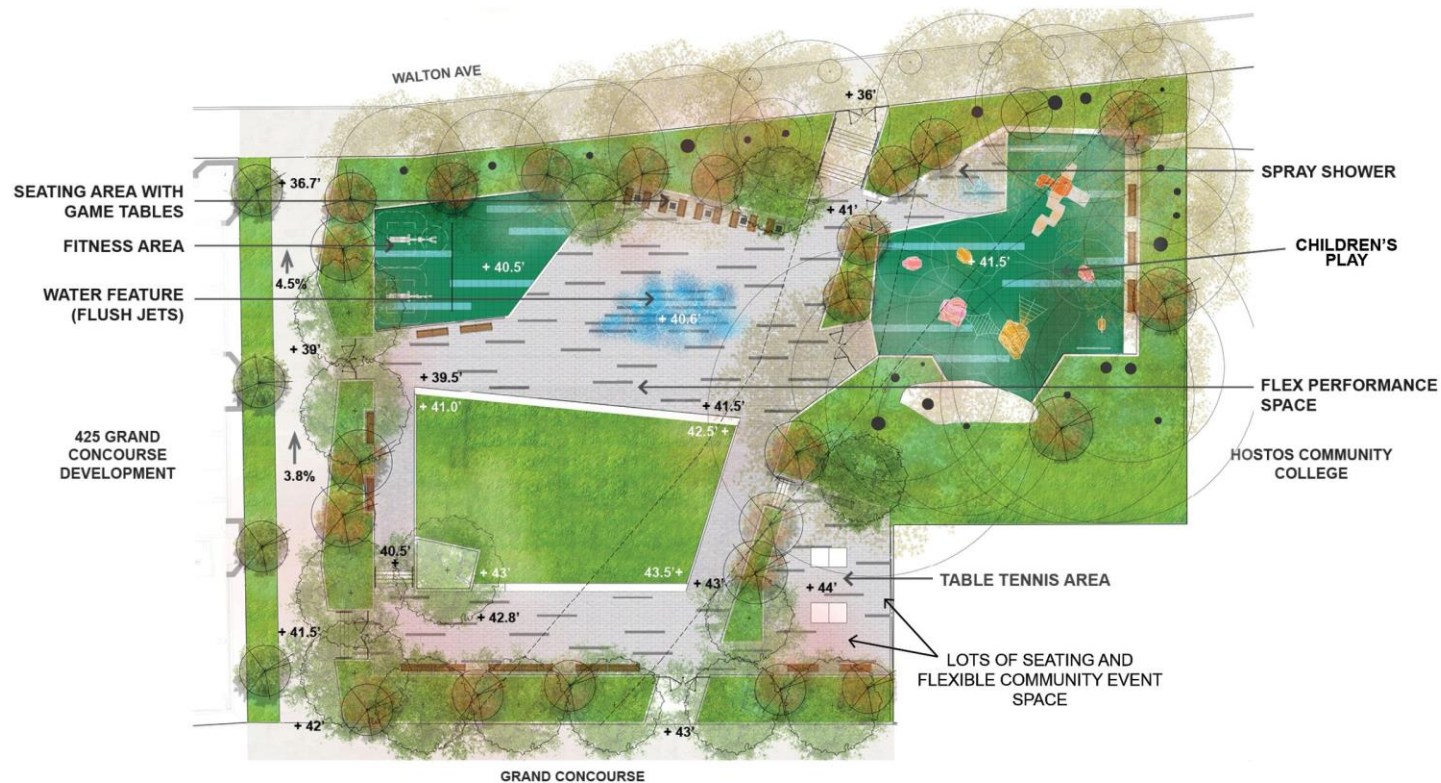 WALTON AVE
+ 36'
SEATING AREA WITH
GAME TABLES
+ 36.7'
SPRAY SHOWER
+ 41'
FITNESS AREA
+ 40.5'
CHILDREN'S
PLAY
+ 41.5'
4.5%
WATER FEATURE
(FLUSH JETS)
+ 40.6'
+ 39'
+ 39.5'
+ 41.0'
+ 41.5'
FLEX PERFORMANCE
SPACE
42.5' +
425 GRAND
CONCOURSE
DEVELOPMENT
3.8%
HOSTOS COMMUNITY
COLLEGE
40.5'
+
+ 43'
43.5' +
+ 43'
+ 44'
TABLE TENNIS AREA
+ 42.8'
+ 41.5'
LOTS OF SEATING AND
FLEXIBLE COMMUNITY EVENT
SPACE
+ 42'
+ 43'
GRAND CONCOURSE